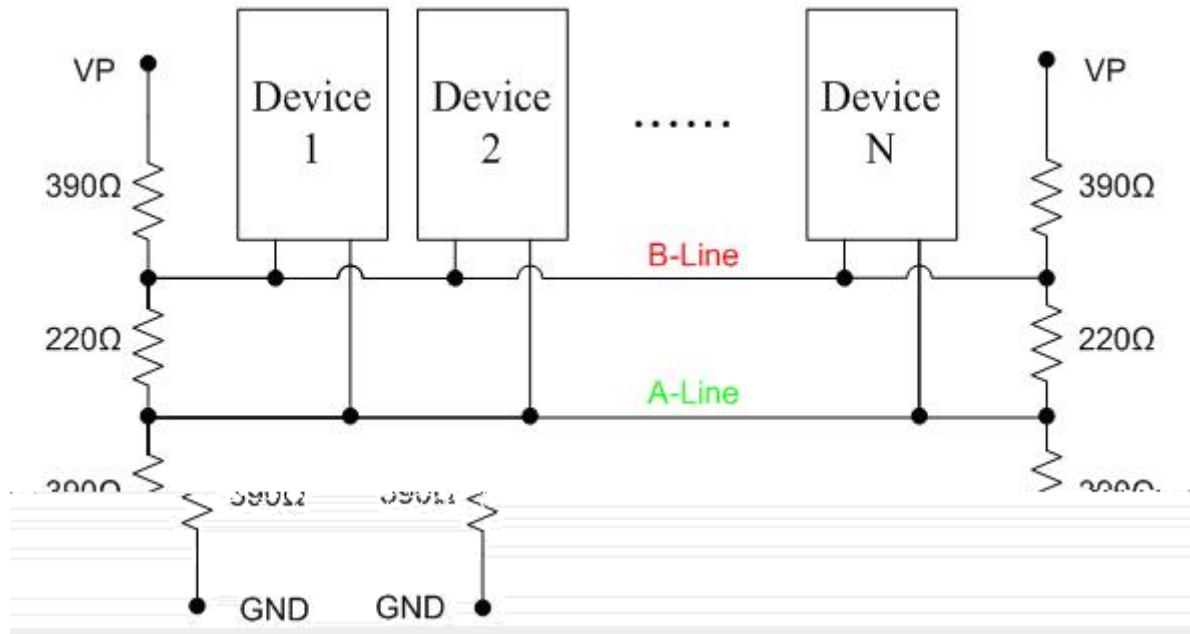 VP
Device 1
Device 2
......
Device N
VP
390Ω
390Ω
B-Line
220Ω
220Ω
A-Line
GND
GND